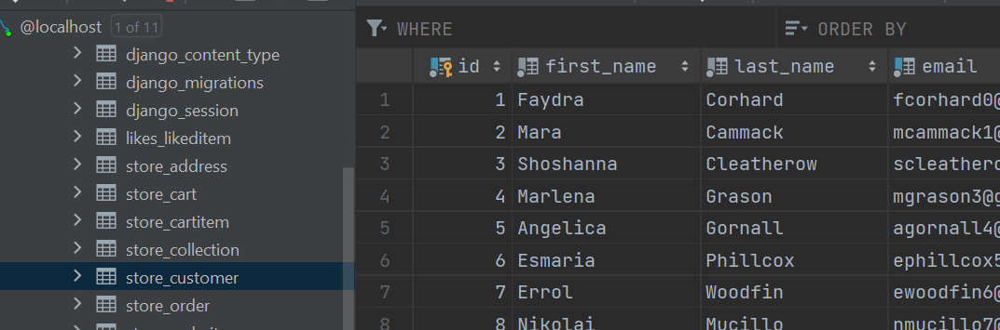 @localhost 1 of 11
django_content_type
django_migrations
django_session
likes_likeditem
store_address
store_cart
store_cartitem
store_collection
store_customer
store_order
WHERE ORDER BY
id first_name last_name email
1 1 Faydra Corhard fcorhard0@
2 2 Mara Cammack mcammack1@
3 3 Shoshanna Cleatherow scleathero
4 4 Marlena Grason mgrason3@g
5 5 Angelica Gornall agornall4@
6 6 Esmaria Phillcox ephillcox5
7 7 Errol Woodfin ewoodfin6@
8 8 Nikolai Mucillo nmucillo7@